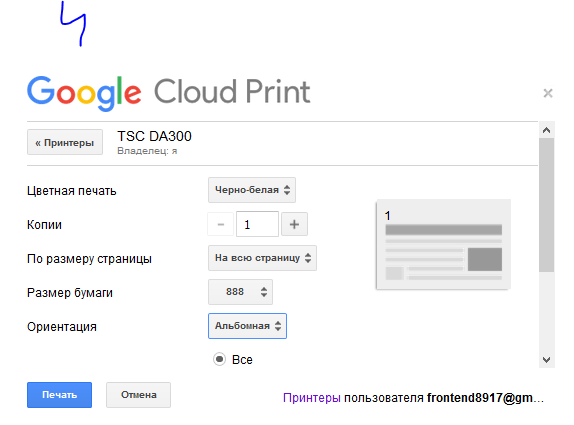 Ч
Google Cloud Print
×
« Принтеры
TSC DA300
Владелец: я
Цветная печать Черно-белая
Копии - 1 +
По размеру страницы На всю страницу
Размер бумаги 888
Ориентация Альбомная
Все
1
Печать Отмена Принтеры пользователя frontend8917@gm...